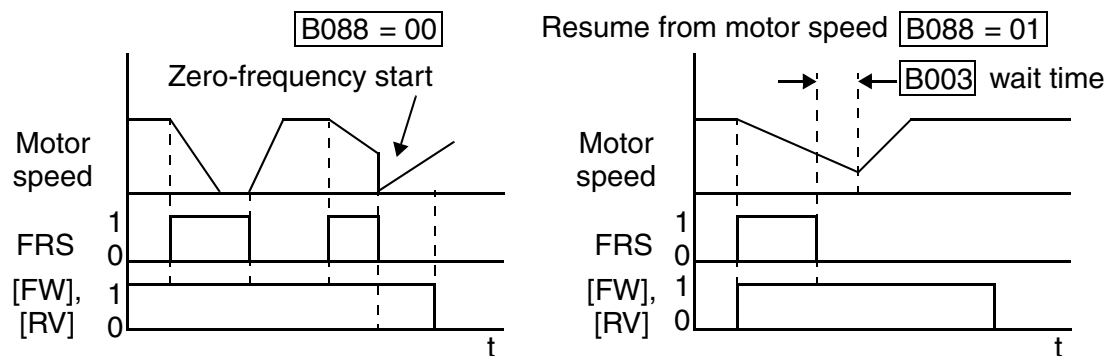 B088 = 00
Zero-frequency start
Motor
speed
1
FRS
0
[FW],
1
[RV]
0
t
Resume from motor speed B088 = 01
B003 wait time
Motor
speed
1
FRS
0
[FW],
1
[RV]
0
t